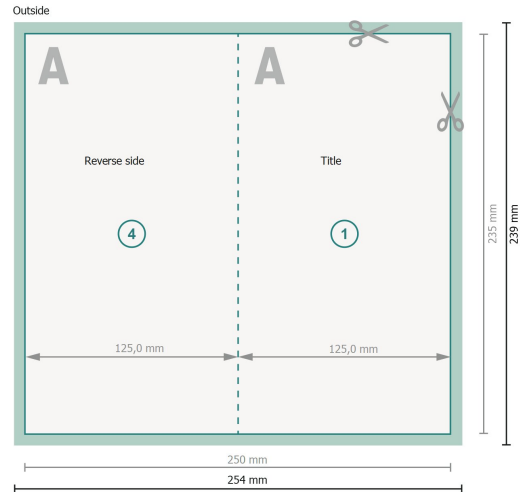 Outside
A A
Reverse side Title
4 1
125,0 mm 125,0 mm
235 mm
239 mm
250 mm
254 mm